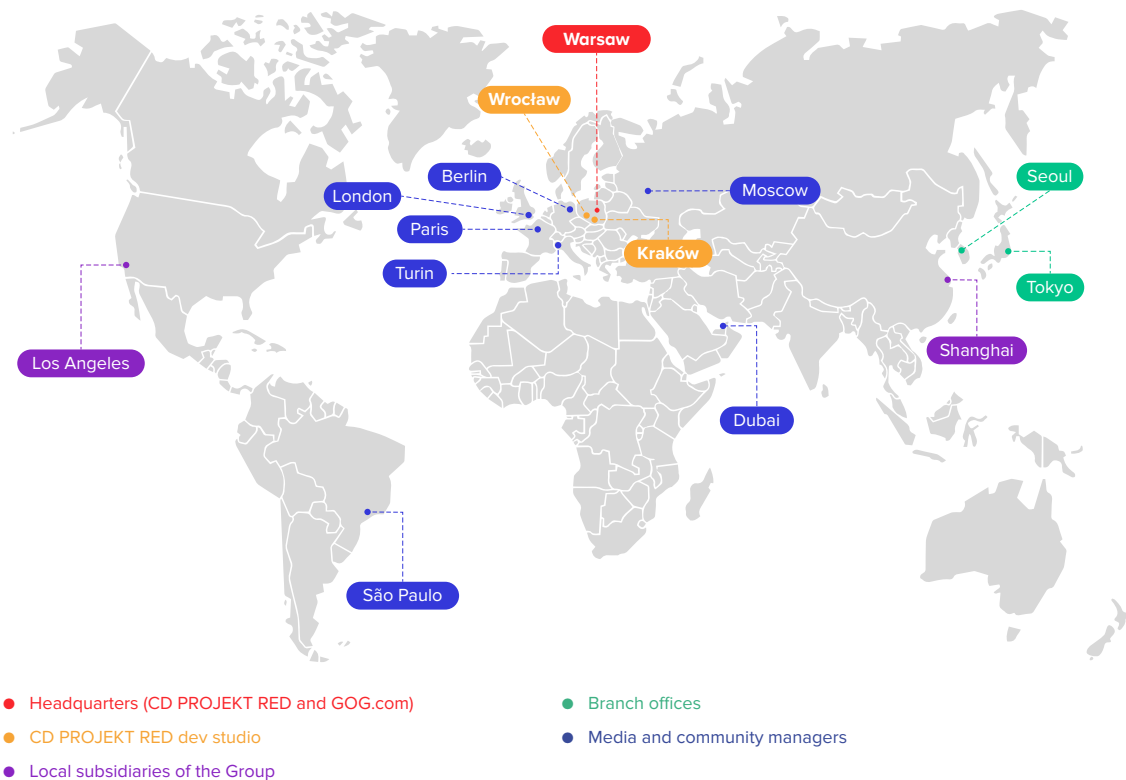 Warsaw
Wrocław
Berlin
London
Moscow
Seoul
Paris
Kraków
Turin
Tokyo
Shanghai
Los Angeles
Dubai
São Paulo
Headquarters (CD PROJEKT RED and GOG.com)
CD PROJEKT RED dev studio
Local subsidiaries of the Group
Branch offices
Media and community managers